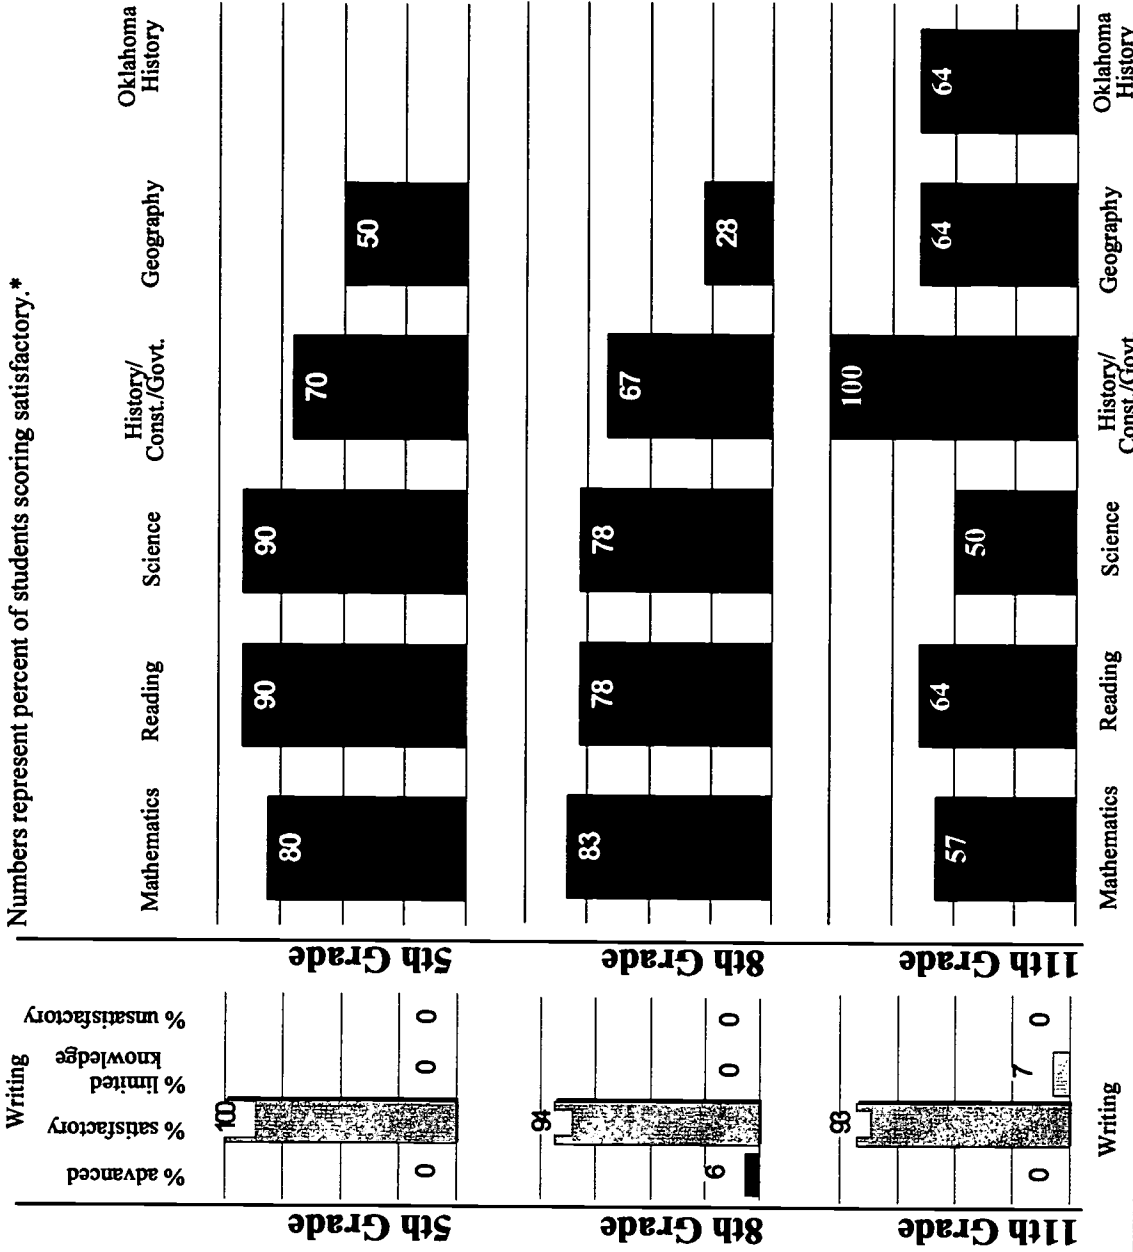 Numbers represent percent of students scoring satisfactory.*
Writing
% advanced
% satisfactory
% limited
knowledge
% unsatisfactory
Mathematics
Reading
Science
History/
Const./Govt.
Geography
Oklahoma
History
5th Grade
0
100
0
0
5th Grade
80
90
90
70
50
8th Grade
6
94
0
0
8th Grade
83
78
78
67
28
11th Grade
0
93
7
0
11th Grade
57
64
50
100
64
64
Writing
Mathematics
Reading
Science
History/
Const./Govt.
Geography
Oklahoma
History